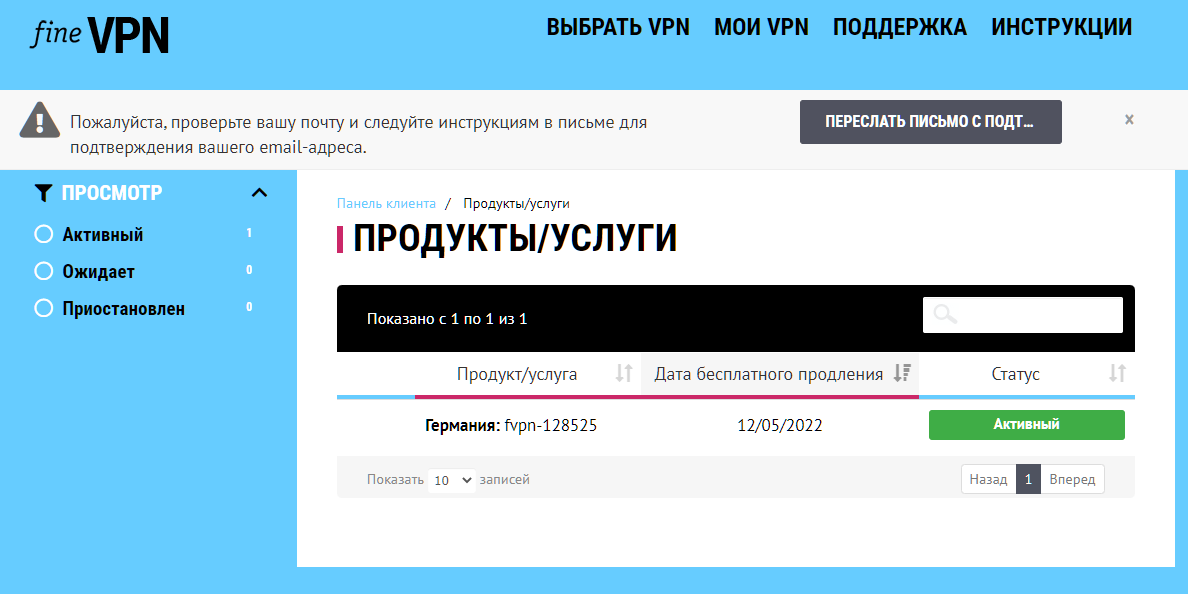 fine VPN
ВЫБРАТЬ VPN МОИ VPN ПОДДЕРЖКА ИНСТРУКЦИИ
Пожалуйста, проверьте вашу почту и следуйте инструкциям в письме для
подтверждения вашего email-адреса.
ПЕРЕСЛАТЬ ПИСЬМО С ПОДТ...
×
ПРОСМОТР
Активный 1
Ожидает 0
Приостановлен 0
Панель клиента / Продукты/услуги
ПРОДУКТЫ/УСЛУГИ
Показано с 1 по 1 из 1
Продукт/услуга Дата бесплатного продления Статус
Германия: fvpn-128525 12/05/2022 Активный
Показать 10 записей
Назад 1 Вперед